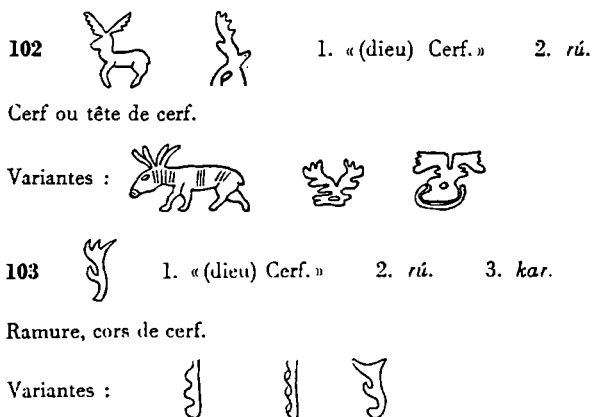 102 1. «(dieu) Cerf.» 2. rú.
Cerf ou tête de cerf.
Variantes :
103 1. «(dieu) Cerf.» 2. rú. 3. kar.
Ramure, cors de cerf.
Variantes :